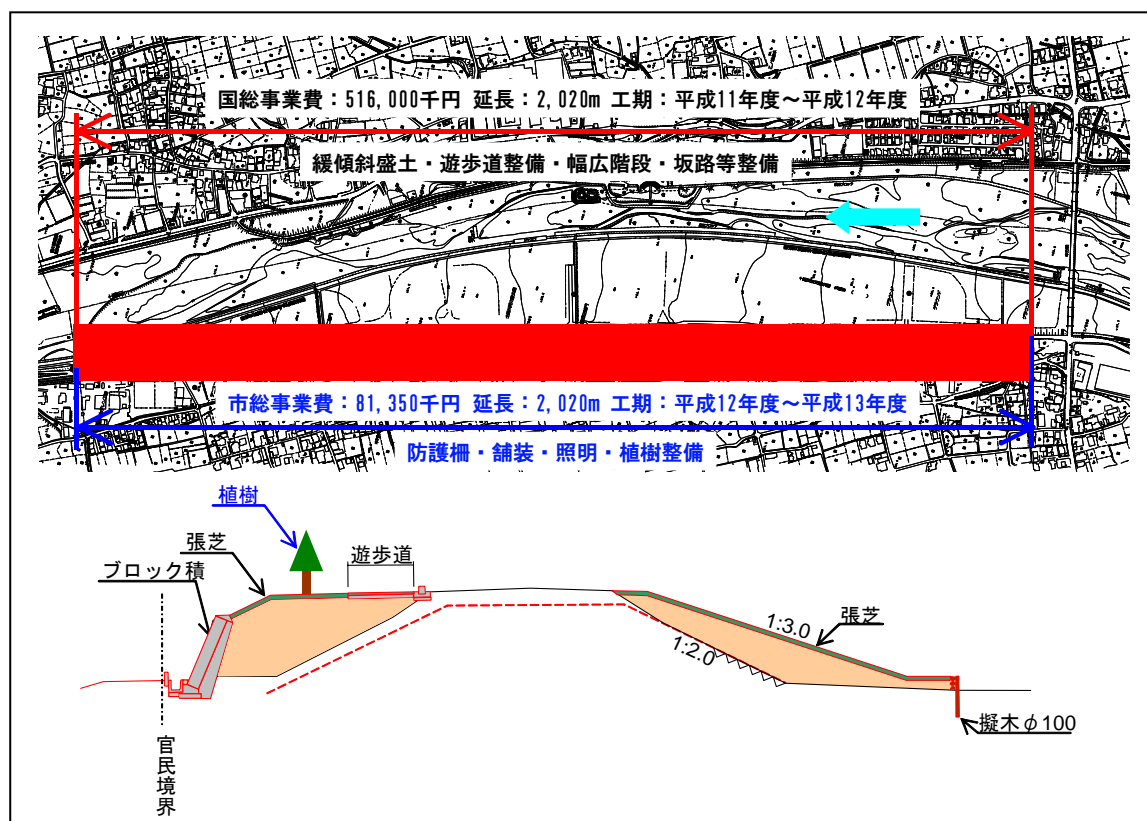 国総事業費：516,000千円 延長：2,020m 工期：平成11年度～平成12年度
緩傾斜盛土・遊歩道整備・幅広階段・坂路等整備
市総事業費：81,350千円 延長：2,020m 工期：平成12年度～平成13年度
防護柵・舗装・照明・植樹整備
植樹
張芝
遊歩道
ブロック積
1:3.0
張芝
1:2.0
擬木φ100
官民境界